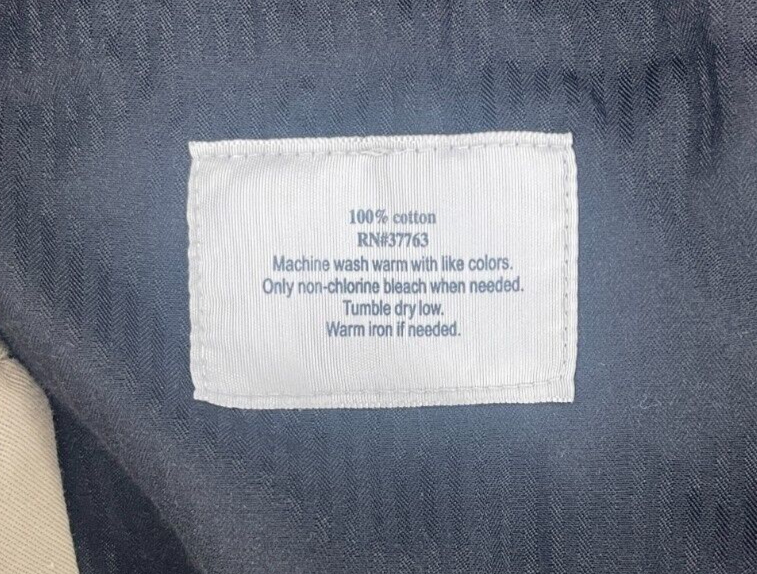 100% cotton
RN#37763
Machine wash warm with like colors.
Only non-chlorine bleach when needed.
Tumble dry low.
Warm iron if needed.